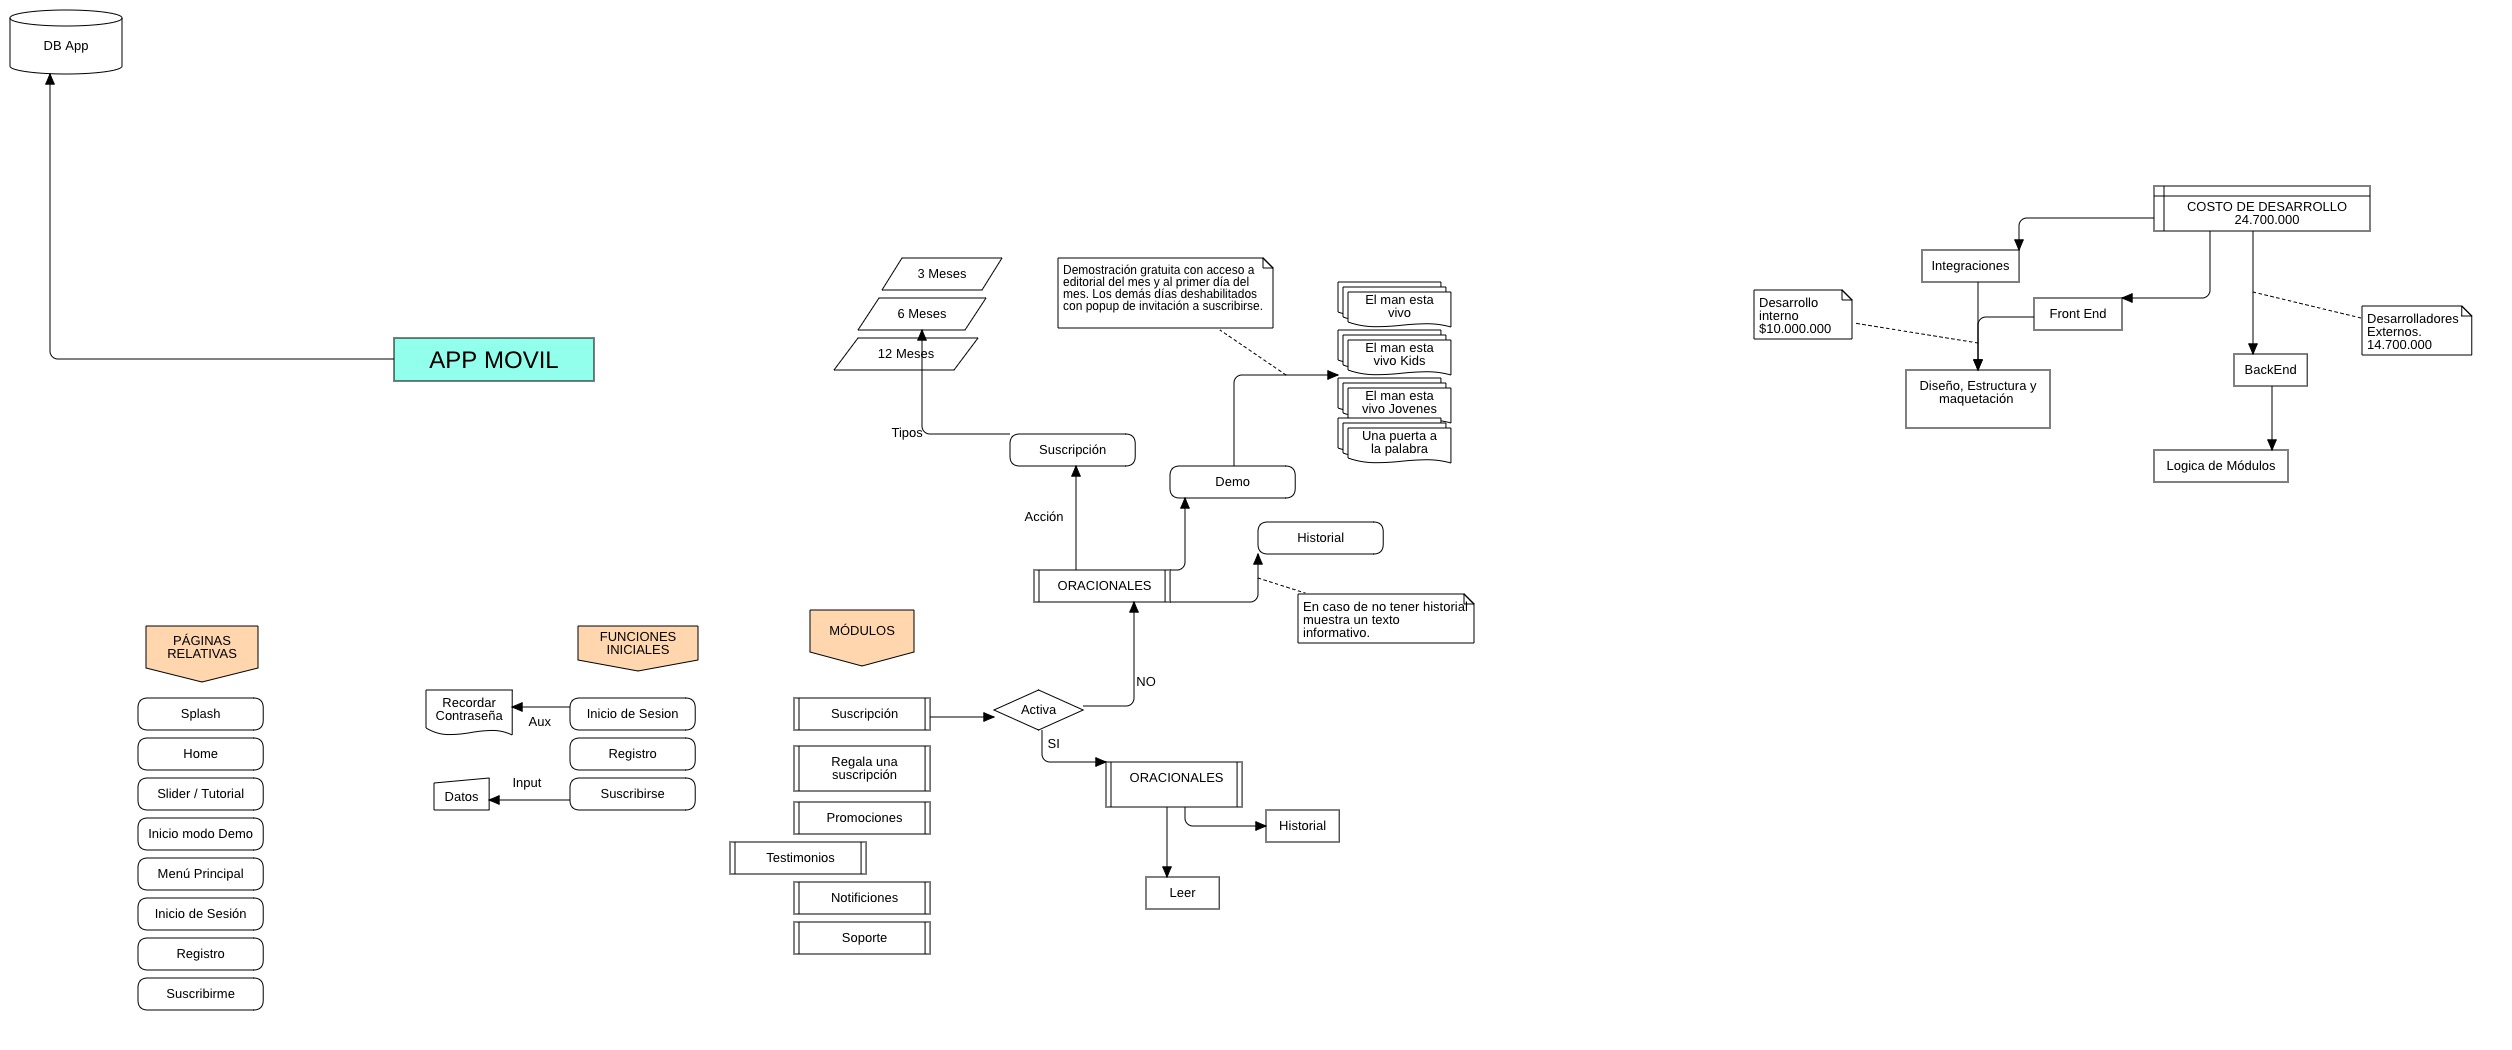 DB App
APP MOVIL
3 Meses
6 Meses
12 Meses
Tipos
Suscripción
Acción
Demostración gratuita con acceso a
editorial del mes y al primer día del
mes. Los demás días deshabilitados
con popup de invitación a suscribirse.
El man esta
vivo
El man esta
vivo Kids
El man esta
vivo Jovenes
Una puerta a
la palabra
Demo
Historial
ORACIONALES
En caso de no tener historial
muestra un texto
informativo.
COSTO DE DESARROLLO
24.700.000
Integraciones
Desarrollo
interno
$10.000.000
Front End
Desarrolladores
Externos.
14.700.000
BackEnd
Diseño, Estructura y
maquetación
Logica de Módulos
PÁGINAS
RELATIVAS
Splash
Home
Slider / Tutorial
Inicio modo Demo
Menú Principal
Inicio de Sesión
Registro
Suscribirme
FUNCIONES
INICIALES
Recordar
Contraseña
Aux
Inicio de Sesion
Registro
Input
Datos
Suscribirse
MÓDULOS
Suscripción
Regala una
suscripción
Promociones
Testimonios
Notificiones
Soporte
Activa
NO
SI
ORACIONALES
Historial
Leer